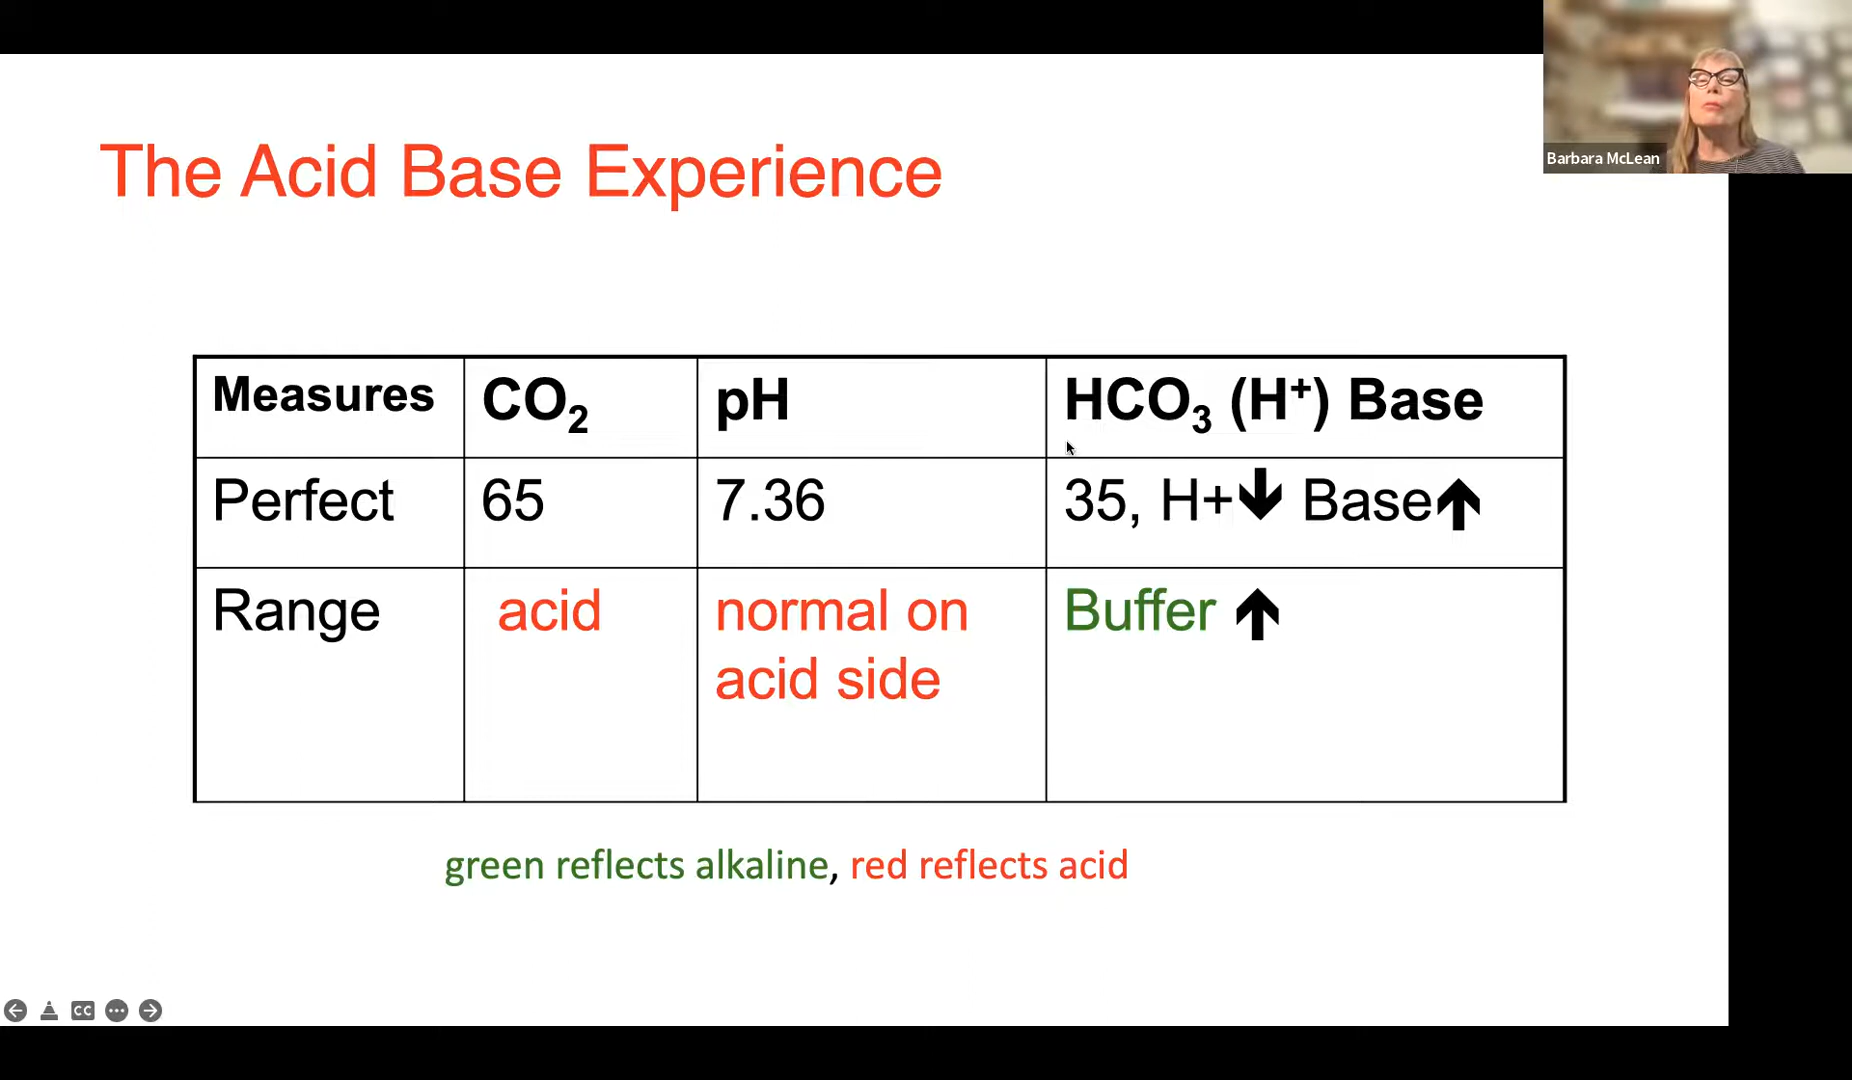 Barbara McLean
The Acid Base Experience
Measures CO₂ pH HCO₃ (H⁺) Base
Perfect 65 7.36 35, H+⬇ Base⬆
Range acid normal on Buffer ⬆
acid side
green reflects alkaline, red reflects acid
CC